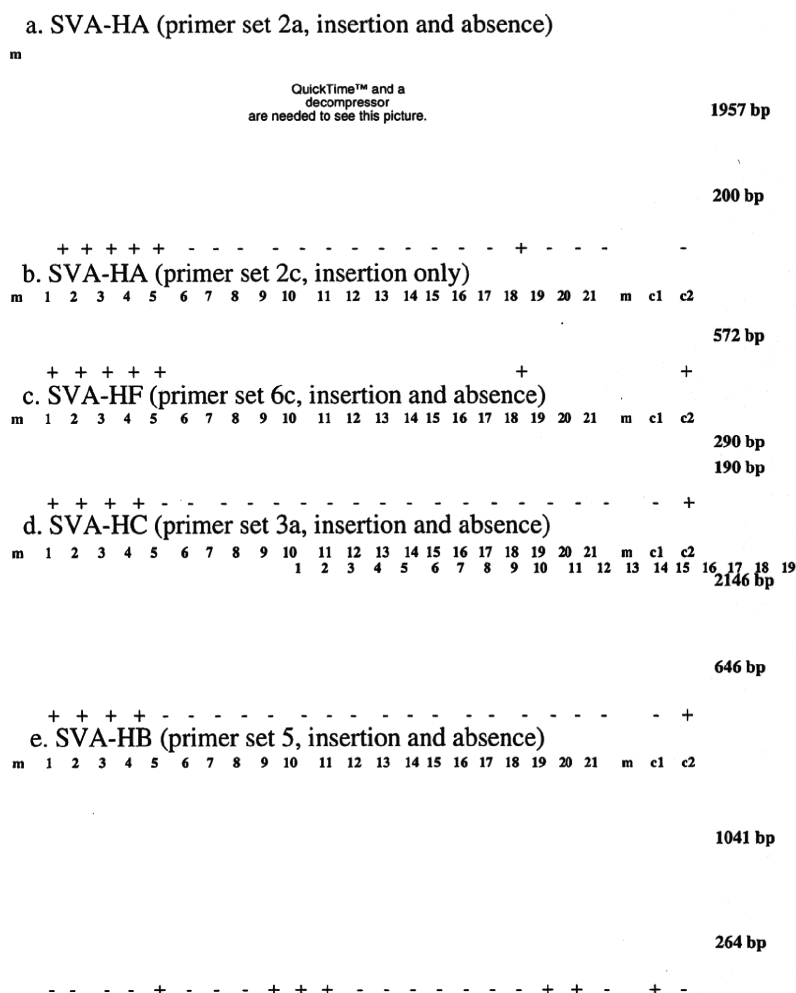 a. SVA-HA (primer set 2a, insertion and absence)
m
QuickTime™ and a
decompressor
are needed to see this picture.
1957 bp
200 bp
+ + + + + - - - - - - - - - - - - + - - - -
b. SVA-HA (primer set 2c, insertion only)
m 1 2 3 4 5 6 7 8 9 10 11 12 13 14 15 16 17 18 19 20 21 m c1 c2
572 bp
+ + + + + + +
c. SVA-HF (primer set 6c, insertion and absence)
m 1 2 3 4 5 6 7 8 9 10 11 12 13 14 15 16 17 18 19 20 21 m c1 c2
290 bp
190 bp
+ + + + - - - - - - - - - - - - - - - - - - +
d. SVA-HC (primer set 3a, insertion and absence)
m 1 2 3 4 5 6 7 8 9 10 11 12 13 14 15 16 17 18 19 20 21 m c1 c2
1 2 3 4 5 6 7 8 9 10 11 12 13 14 15 16 17 18 19
2146 bp
646 bp
+ + + + - - - - - - - - - - - - - - - - - - +
e. SVA-HB (primer set 5, insertion and absence)
m 1 2 3 4 5 6 7 8 9 10 11 12 13 14 15 16 17 18 19 20 21 m c1 c2
1041 bp
264 bp
- - - - + - - - + + + - - - - - - - + + - + -